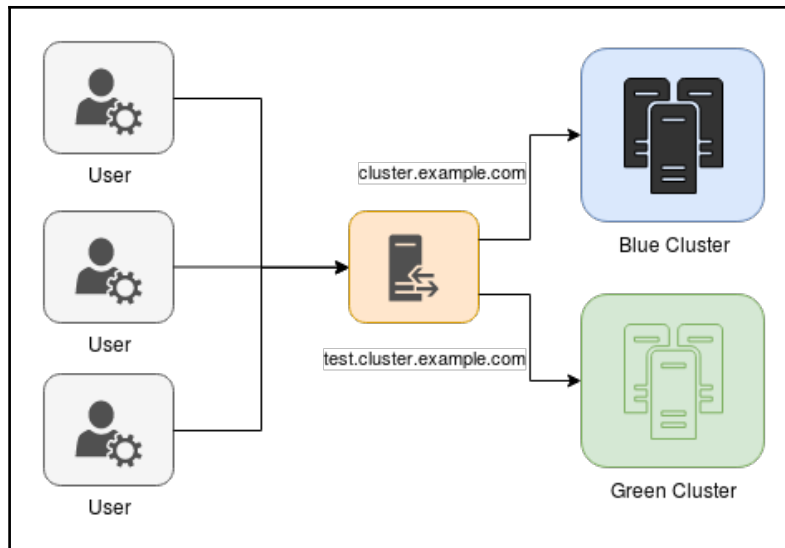 User
User
User
cluster.example.com
test.cluster.example.com
Blue Cluster
Green Cluster